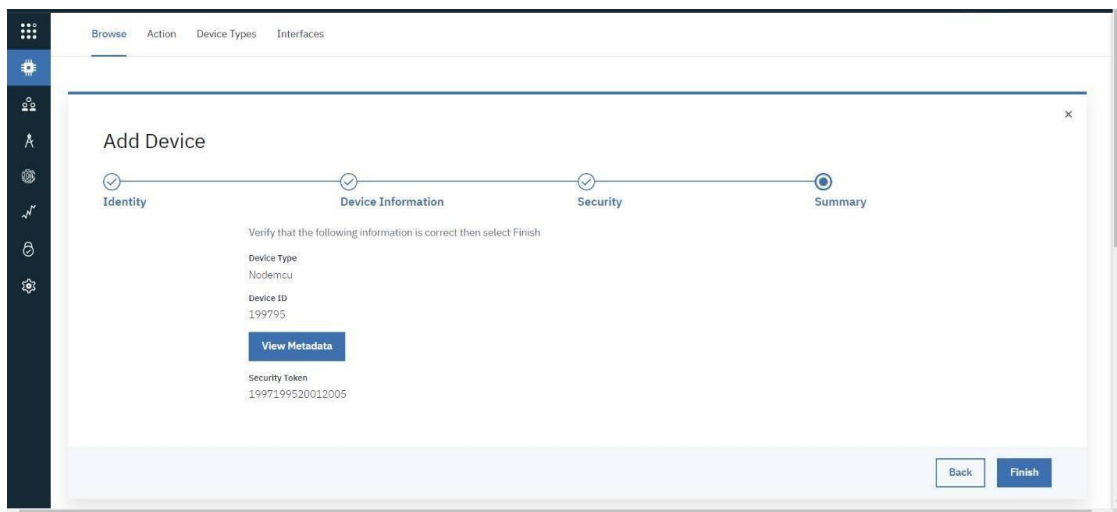 Browse Action Device Types Interfaces
Add Device
Identity Device Information Security Summary
Verify that the following information is correct then select Finish
Device Type
Nodemcu
Device ID
199795
View Metadata
Security Token
1997199520012005
Back Finish